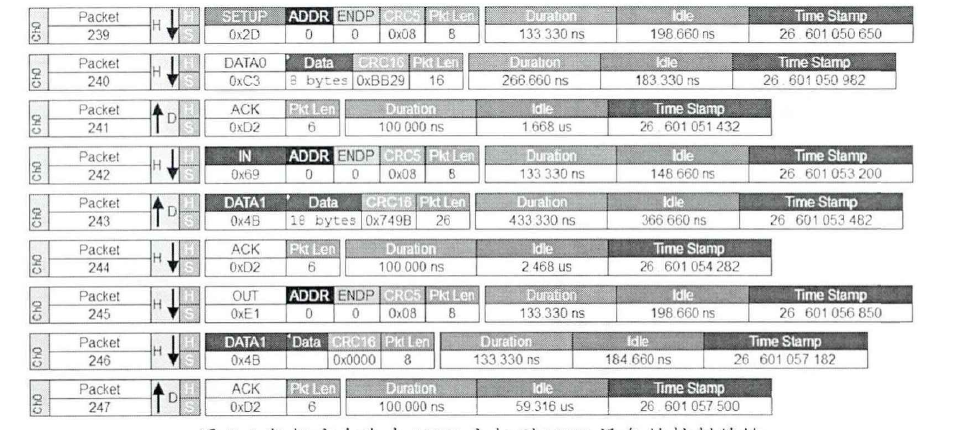 Ch0 Packet H H SETUP ADDR ENDP CRC5 Pkt Len Duration Idle Time Stamp
239 S 0x2D 0 0 0x08 8 133.330 ns 198.660 ns 26 . 601 050 650
Ch0 Packet H H DATA0 Data CRC16 Pkt Len Duration Idle Time Stamp
240 S 0xC3 8 bytes 0xBB29 16 266.660 ns 183.330 ns 26 . 601 050 982
Ch0 Packet D H ACK Pkt Len Duration Idle Time Stamp
241 S 0xD2 6 100.000 ns 1.668 us 26 . 601 051 432
Ch0 Packet H H IN ADDR ENDP CRC5 Pkt Len Duration Idle Time Stamp
242 S 0x69 0 0 0x08 8 133.330 ns 148.660 ns 26 . 601 053 200
Ch0 Packet D H DATA1 Data CRC16 Pkt Len Duration Idle Time Stamp
243 S 0x4B 18 bytes 0x749B 26 433.330 ns 366.660 ns 26 . 601 053 482
Ch0 Packet H H ACK Pkt Len Duration Idle Time Stamp
244 S 0xD2 6 100.000 ns 2.468 us 26 . 601 054 282
Ch0 Packet H H OUT ADDR ENDP CRC5 Pkt Len Duration Idle Time Stamp
245 S 0xE1 0 0 0x08 8 133.330 ns 198.660 ns 26 . 601 056 850
Ch0 Packet H H DATA1 Data CRC16 Pkt Len Duration Idle Time Stamp
246 S 0x4B 0x0000 8 133.330 ns 184.660 ns 26 . 601 057 182
Ch0 Packet D H ACK Pkt Len Duration Idle Time Stamp
247 S 0xD2 6 100.000 ns 59.316 us 26 . 601 057 500